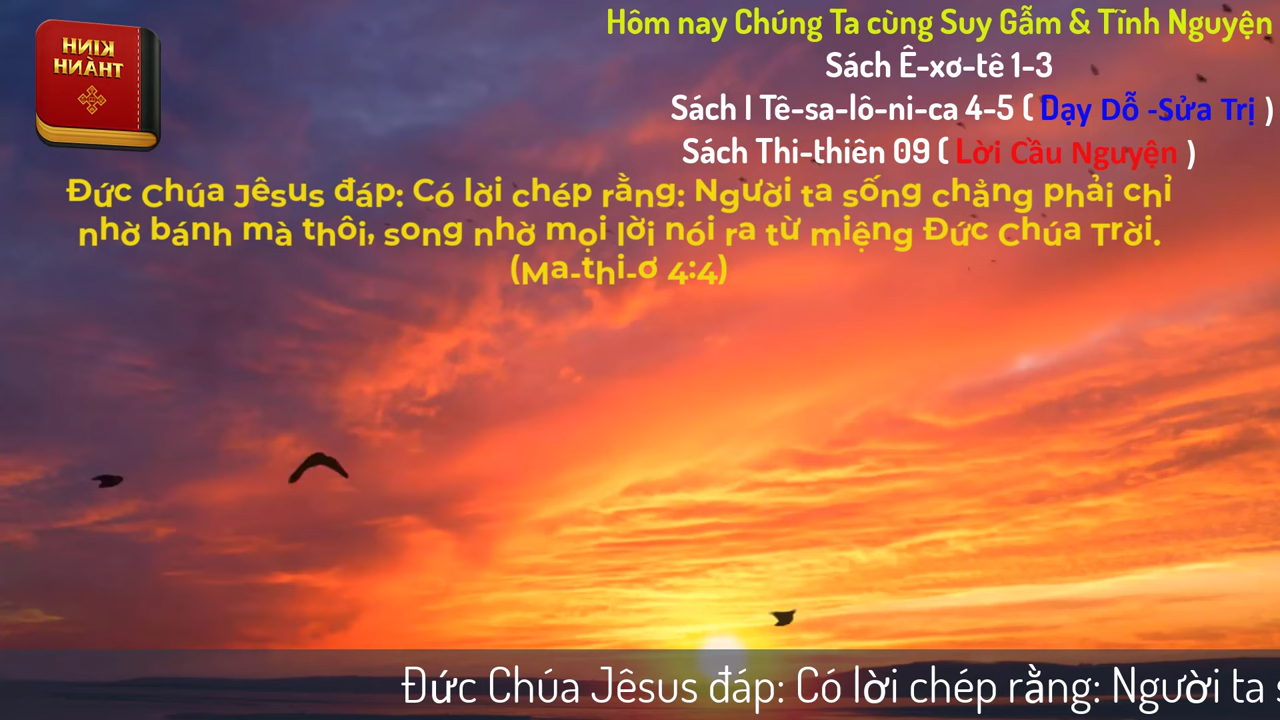 KINH
THÀNH
Hôm nay Chúng Ta cùng Suy Gẫm & Tĩnh Nguyện
Sách Ê-xơ-tê 1-3
Sách I Tê-sa-lô-ni-ca 4-5 ( Dạy Dỗ -Sửa Trị )
Sách Thi-thiên 09 ( Lời Cầu Nguyện )
Đức Chúa Jêsus đáp: Có lời chép rằng: Người ta sống chẳng phải chỉ
nhờ bánh mà thôi, song nhờ mọi lời nói ra từ miệng Đức Chúa Trời.
(Ma-thi-ơ 4:4)
Đức Chúa Jêsus đáp: Có lời chép rằng: Người ta